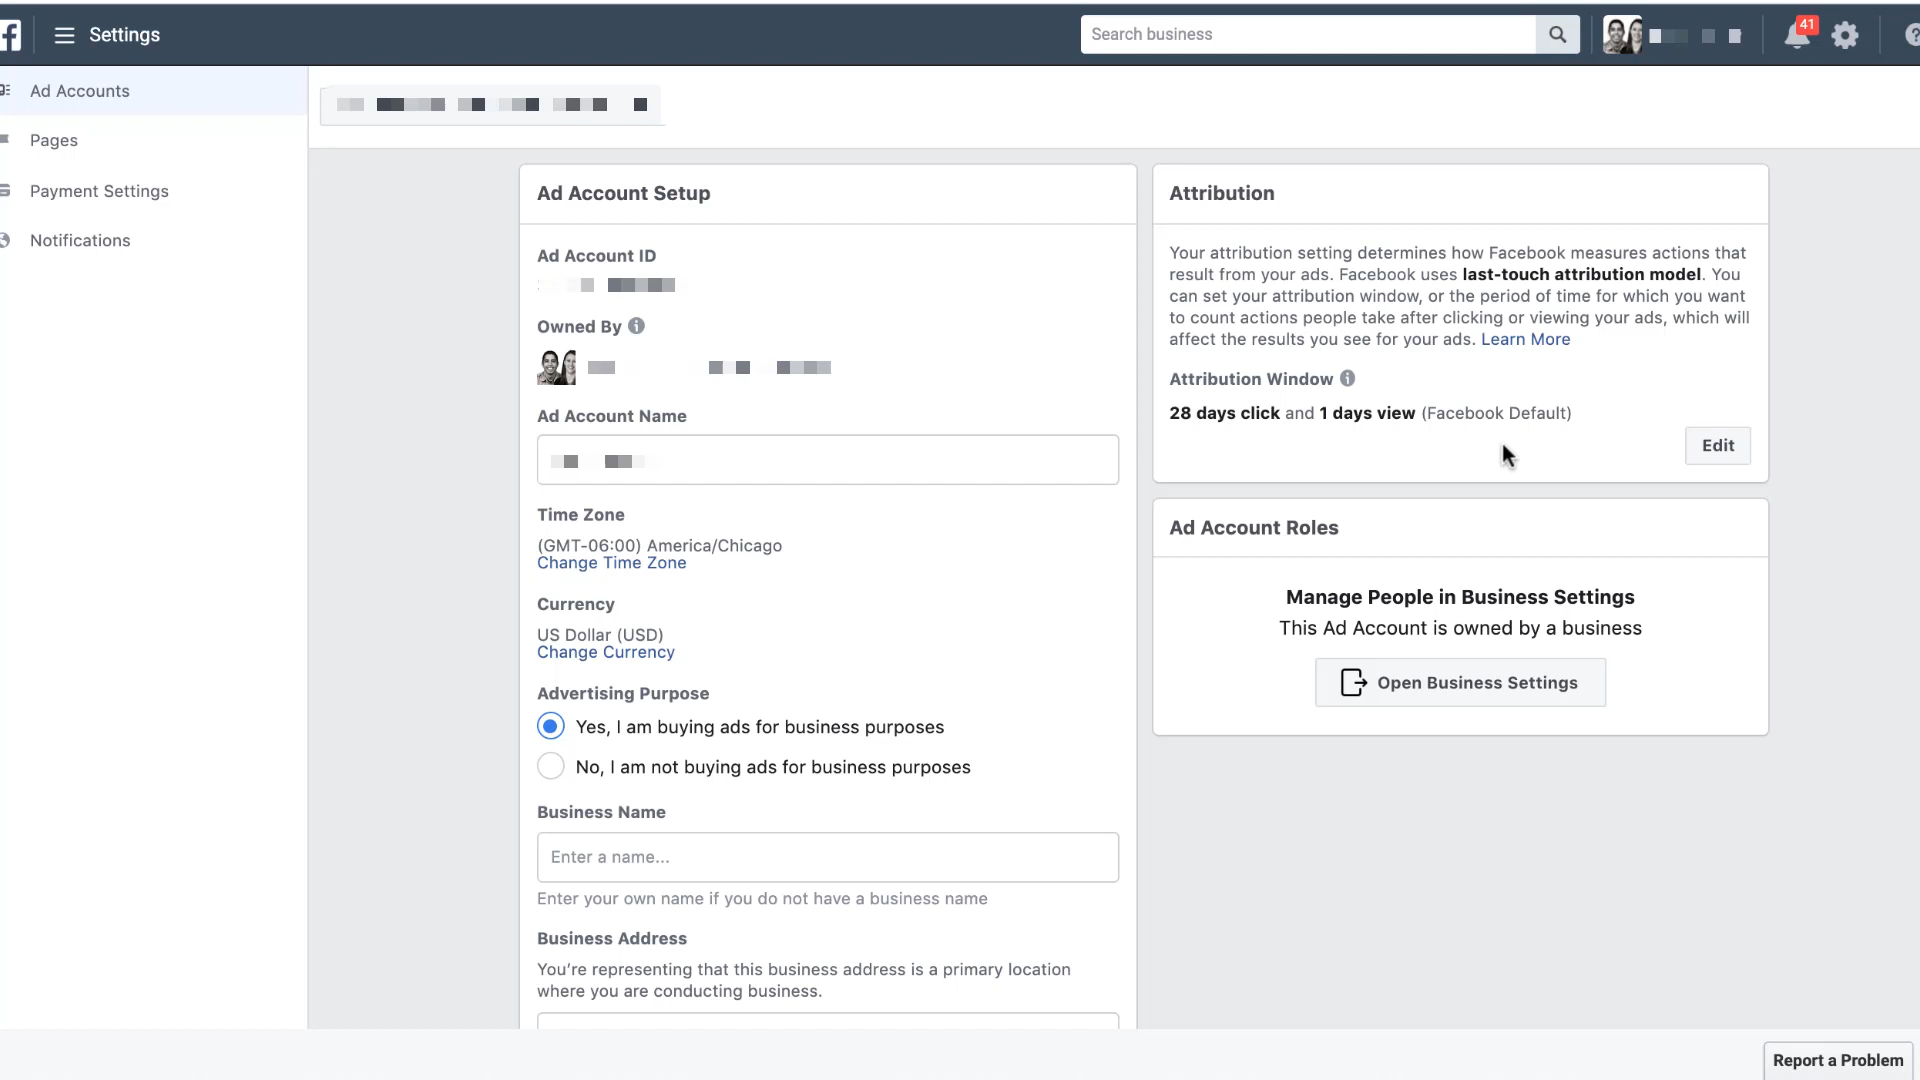 Settings
Search business
41
Ad Accounts
Pages
Payment Settings
Notifications
Ad Account Setup
Ad Account ID
Owned By
Ad Account Name
Time Zone
(GMT-06:00) America/Chicago
Change Time Zone
Currency
US Dollar (USD)
Change Currency
Advertising Purpose
Yes, I am buying ads for business purposes
No, I am not buying ads for business purposes
Business Name
Enter a name...
Enter your own name if you do not have a business name
Business Address
You're representing that this business address is a primary location
where you are conducting business.
Attribution
Your attribution setting determines how Facebook measures actions that
result from your ads. Facebook uses last-touch attribution model. You
can set your attribution window, or the period of time for which you want
to count actions people take after clicking or viewing your ads, which will
affect the results you see for your ads. Learn More
Attribution Window
28 days click and 1 days view (Facebook Default)
Edit
Ad Account Roles
Manage People in Business Settings
This Ad Account is owned by a business
Open Business Settings
Report a Problem